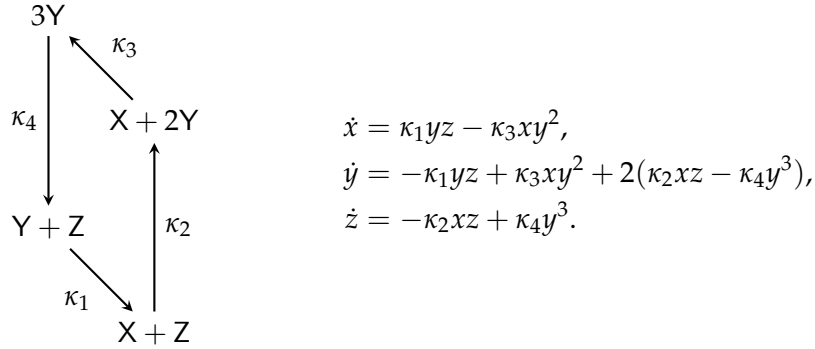 3Y
κ₃
κ₄
X + 2Y
Y + Z
κ₂
κ₁
X + Z
ẋ = κ₁yz − κ₃xy²,
ẏ = −κ₁yz + κ₃xy² + 2(κ₂xz − κ₄y³),
ż = −κ₂xz + κ₄y³.